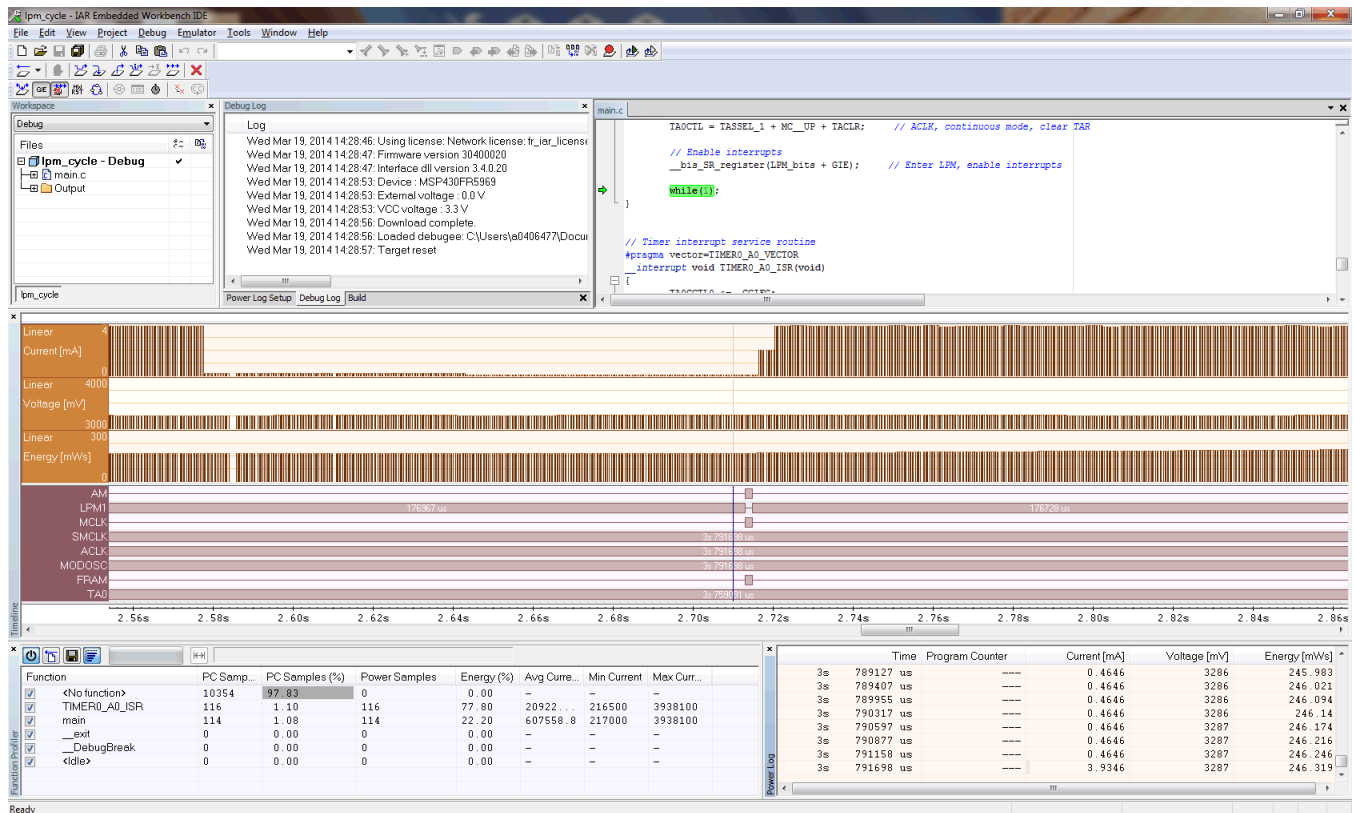 lpm_cycle - IAR Embedded Workbench IDE
File Edit View Project Debug Emulator Tools Window Help
Workspace
Debug
Files
lpm_cycle - Debug
main.c
Output
lpm_cycle
Debug Log
Log
Wed Mar 19, 2014 14:28:46: Using license: Network license: fr_iar_license
Wed Mar 19, 2014 14:28:47: Firmware version 30400020
Wed Mar 19, 2014 14:28:47: Interface dll version 3.4.0.20
Wed Mar 19, 2014 14:28:53: Device : MSP430FR5969
Wed Mar 19, 2014 14:28:53: External voltage : 0.0 V
Wed Mar 19, 2014 14:28:53: VCC voltage : 3.3 V
Wed Mar 19, 2014 14:28:56: Download complete.
Wed Mar 19, 2014 14:28:56: Loaded debugee: C:\Users\a0406477\Docu
Wed Mar 19, 2014 14:28:57: Target reset
Power Log Setup Debug Log Build
main.c
TA0CTL = TASSEL_1 + MC__UP + TACLR; // ACLK, continuous mode, clear TAR
// Enable interrupts
__bis_SR_register(LPM_bits + GIE); // Enter LPM, enable interrupts
while(1);
}
// Timer interrupt service routine
#pragma vector=TIMER0_A0_VECTOR
__interrupt void TIMER0_A0_ISR(void)
{
Linear 4
Current [mA]
0
Linear 4000
Voltage [mV]
3000
Linear 300
Energy [mWs]
0
AM
LPM1 176967 us 176728 us
MCLK
SMCLK
ACLK
MODOSC
FRAM
TA0
2.56s 2.58s 2.60s 2.62s 2.64s 2.66s 2.68s 2.70s 2.72s 2.74s 2.76s 2.78s 2.80s 2.82s 2.84s 2.86s
Timeline
Function PC Samp... PC Samples (%) Power Samples Energy (%) Avg Curre... Min Current Max Curr...
<No function> 10354 97.83 0 0.00 - - -
TIMER0_A0_ISR 116 1.10 116 77.80 20922... 216500 3938100
main 114 1.08 114 22.20 607558.8 217000 3938100
__exit 0 0.00 0 0.00 - - -
__DebugBreak 0 0.00 0 0.00 - - -
<Idle> 0 0.00 0 0.00 - - -
Function Profiler
Time Program Counter Current [mA] Voltage [mV] Energy [mWs]
3s 789127 us --- 0.4646 3286 245.983
3s 789407 us --- 0.4646 3286 246.021
3s 789955 us --- 0.4646 3286 246.094
3s 790317 us --- 0.4646 3286 246.14
3s 790597 us --- 0.4646 3287 246.174
3s 790877 us --- 0.4646 3287 246.216
3s 791158 us --- 0.4646 3287 246.246
3s 791698 us --- 3.9346 3287 246.319
Power Log
Ready